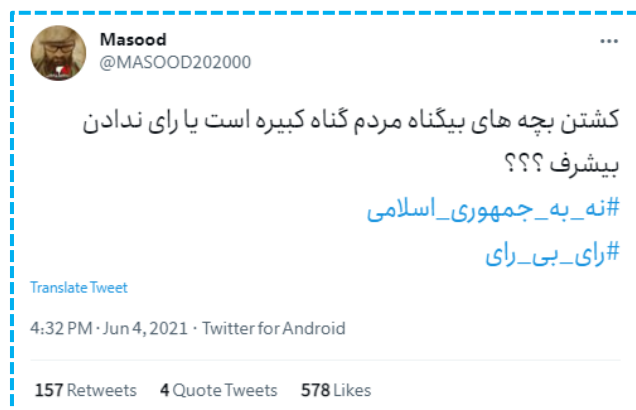 Masood
@MASOOD202000
کشتن بچه های بیگناه مردم گناه کبیره است یا رای ندادن
بیشرف ؟؟؟
#نه_به_جمهوری_اسلامی
#رای_بی_رای
Translate Tweet
4:32 PM · Jun 4, 2021 · Twitter for Android
157 Retweets 4 Quote Tweets 578 Likes